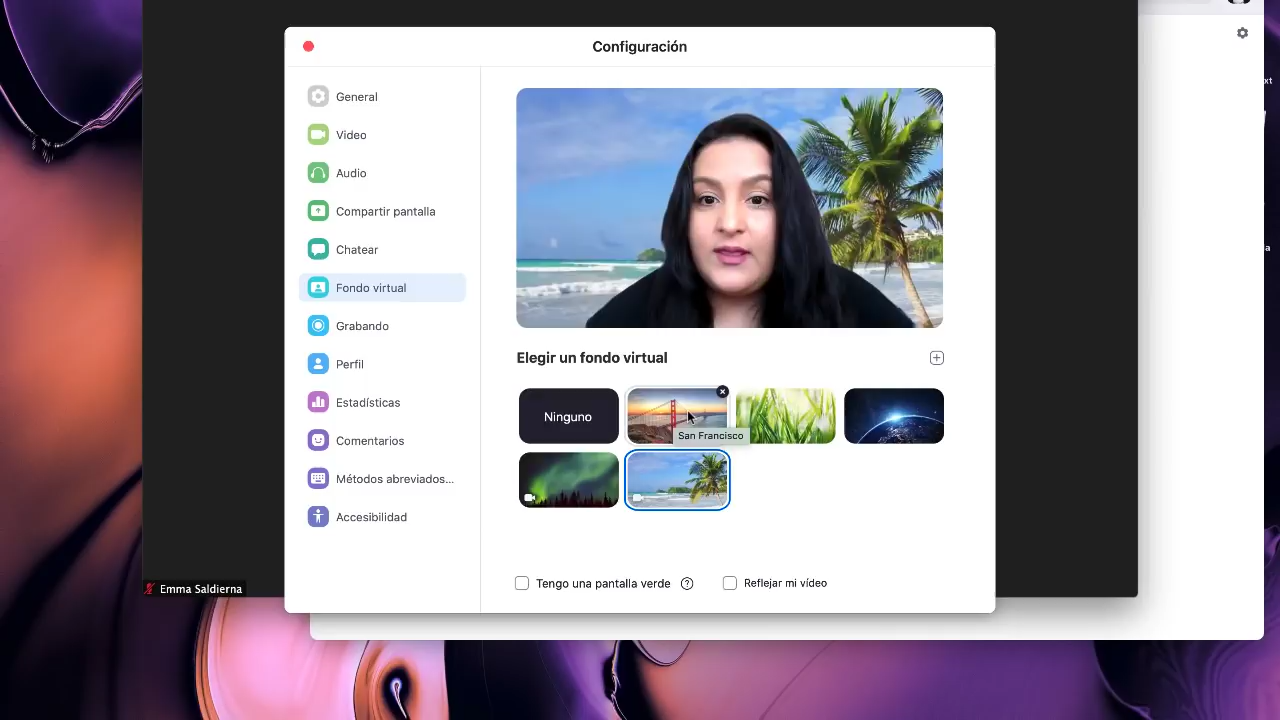 Configuración
General
Video
Audio
Compartir pantalla
Chatear
Fondo virtual
Grabando
Perfil
Estadísticas
Comentarios
Métodos abreviados...
Accesibilidad
Elegir un fondo virtual
Ninguno
San Francisco
Tengo una pantalla verde
Reflejar mi vídeo
Emma Saldierna
xt
a